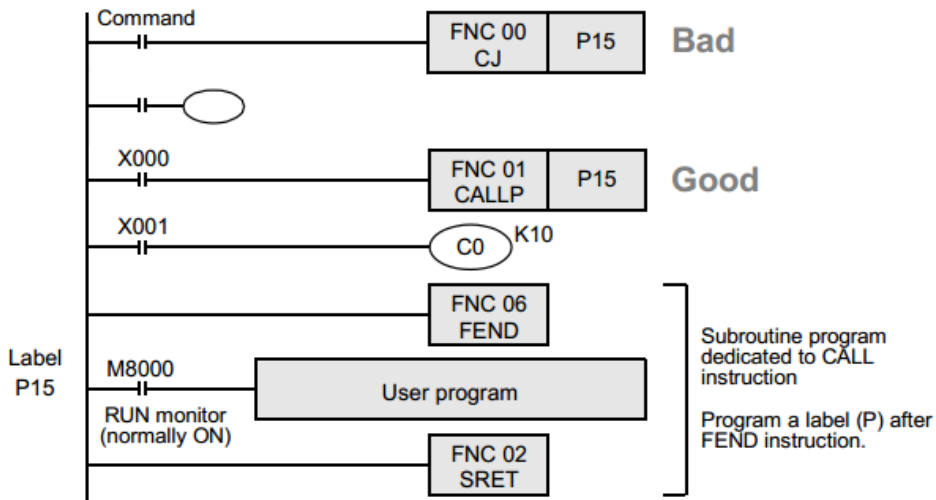 Command
FNC 00
CJ
P15
Bad
X000
FNC 01
CALLP
P15
Good
X001
C0
K10
FNC 06
FEND
Label
P15
M8000
User program
RUN monitor
(normally ON)
FNC 02
SRET
Subroutine program
dedicated to CALL
instruction
Program a label (P) after
FEND instruction.